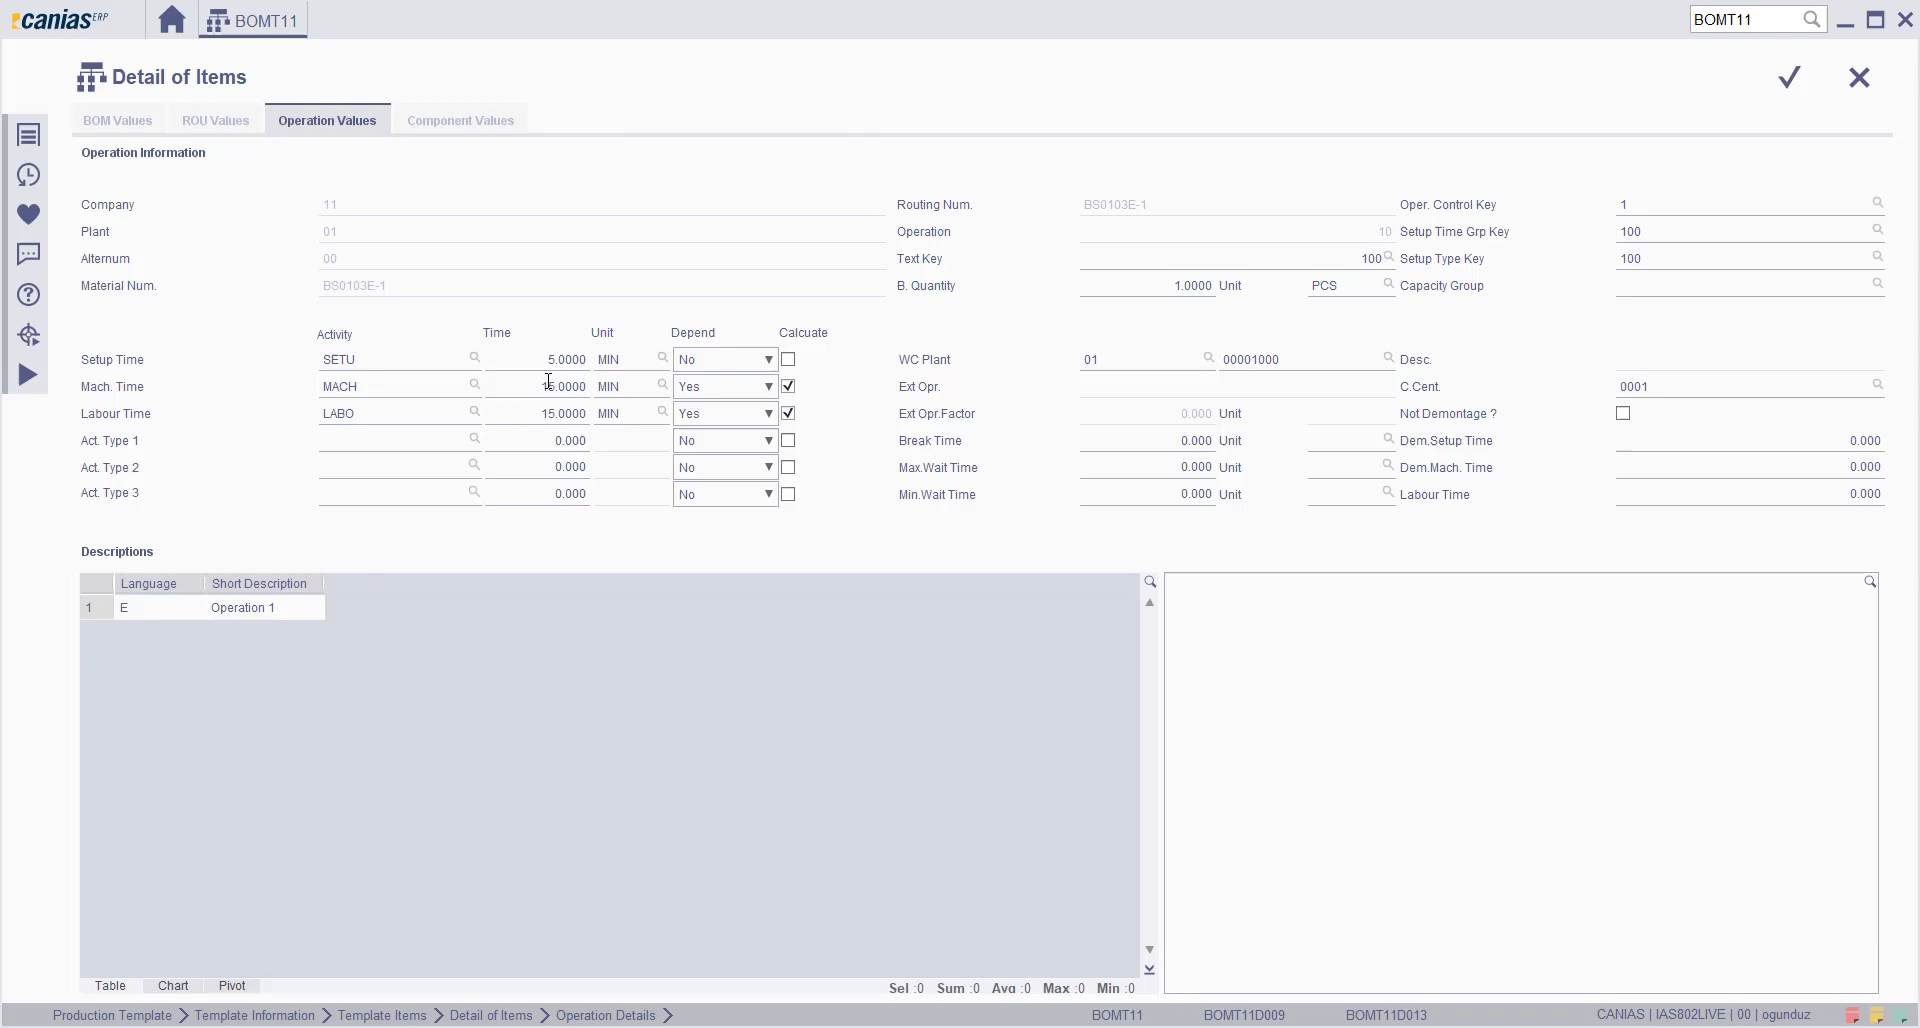 canias ERP BOMT11 BOMT11
Detail of Items
BOM Values ROU Values Operation Values Component Values
Operation Information
Company 11 Routing Num. BS0103E-1 Oper. Control Key 1
Plant 01 Operation 10 Setup Time Grp Key 100
Alternum 00 Text Key 100 Setup Type Key 100
Material Num. BS0103E-1 B. Quantity 1.0000 Unit PCS Capacity Group
Activity Time Unit Depend Calcuate
Setup Time SETU 5.0000 MIN No WC Plant 01 00001000 Desc.
Mach. Time MACH 15.0000 MIN Yes Ext Opr. C.Cent. 0001
Labour Time LABO 15.0000 MIN Yes Ext Opr.Factor 0.000 Unit Not Demontage ?
Act. Type 1 0.000 No Break Time 0.000 Unit Dem.Setup Time 0.000
Act. Type 2 0.000 No Max.Wait Time 0.000 Unit Dem.Mach. Time 0.000
Act. Type 3 0.000 No Min.Wait Time 0.000 Unit Labour Time 0.000
Descriptions
Language Short Description
1 E Operation 1
Table Chart Pivot Sel :0 Sum :0 Avg :0 Max :0 Min :0
Production Template Template Information Template Items Detail of Items Operation Details BOMT11 BOMT11D009 BOMT11D013 CANIAS | IAS802LIVE | 00 | ogunduz